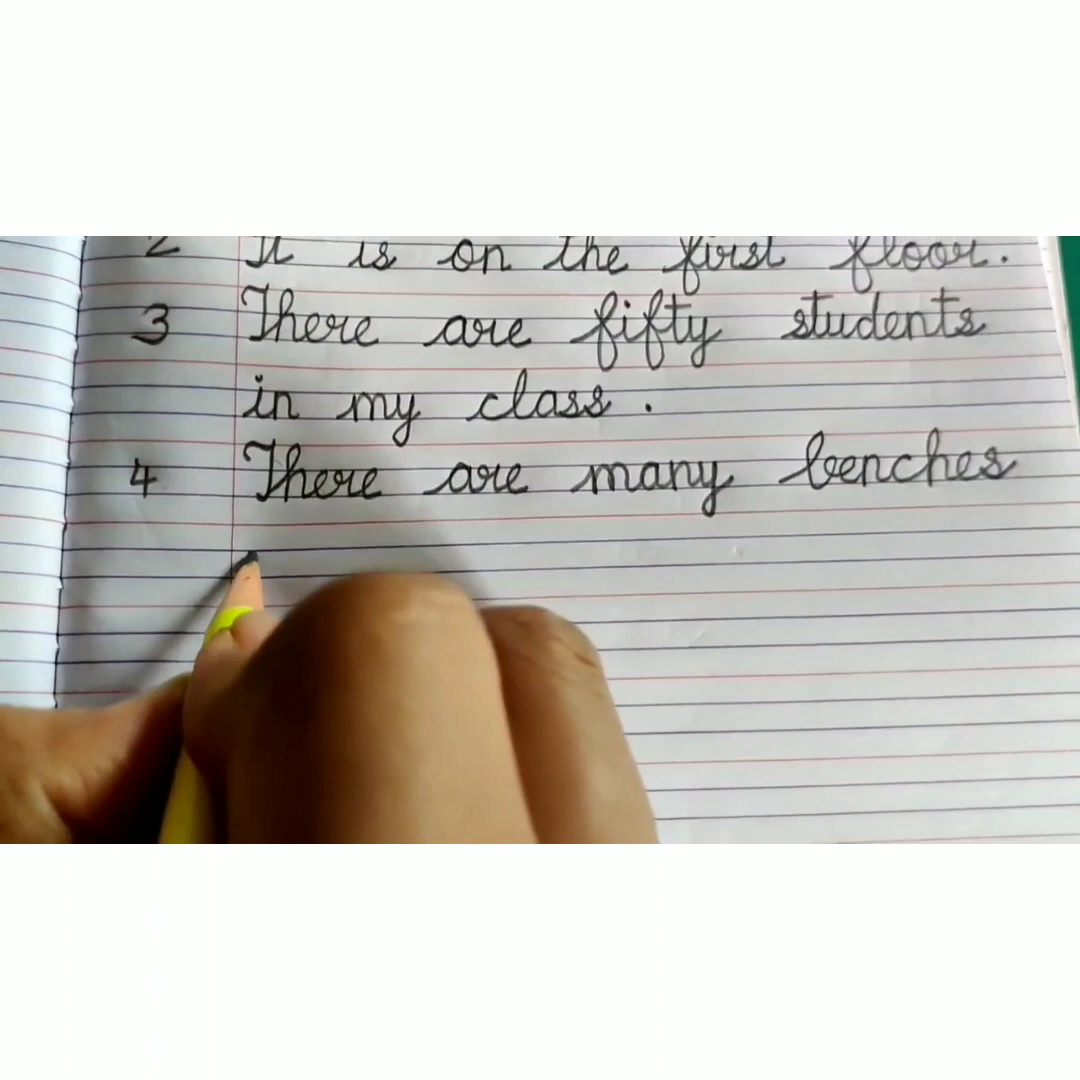 2 It is on the first floor.
3 There are fifty students
in my class.
4 There are many benches